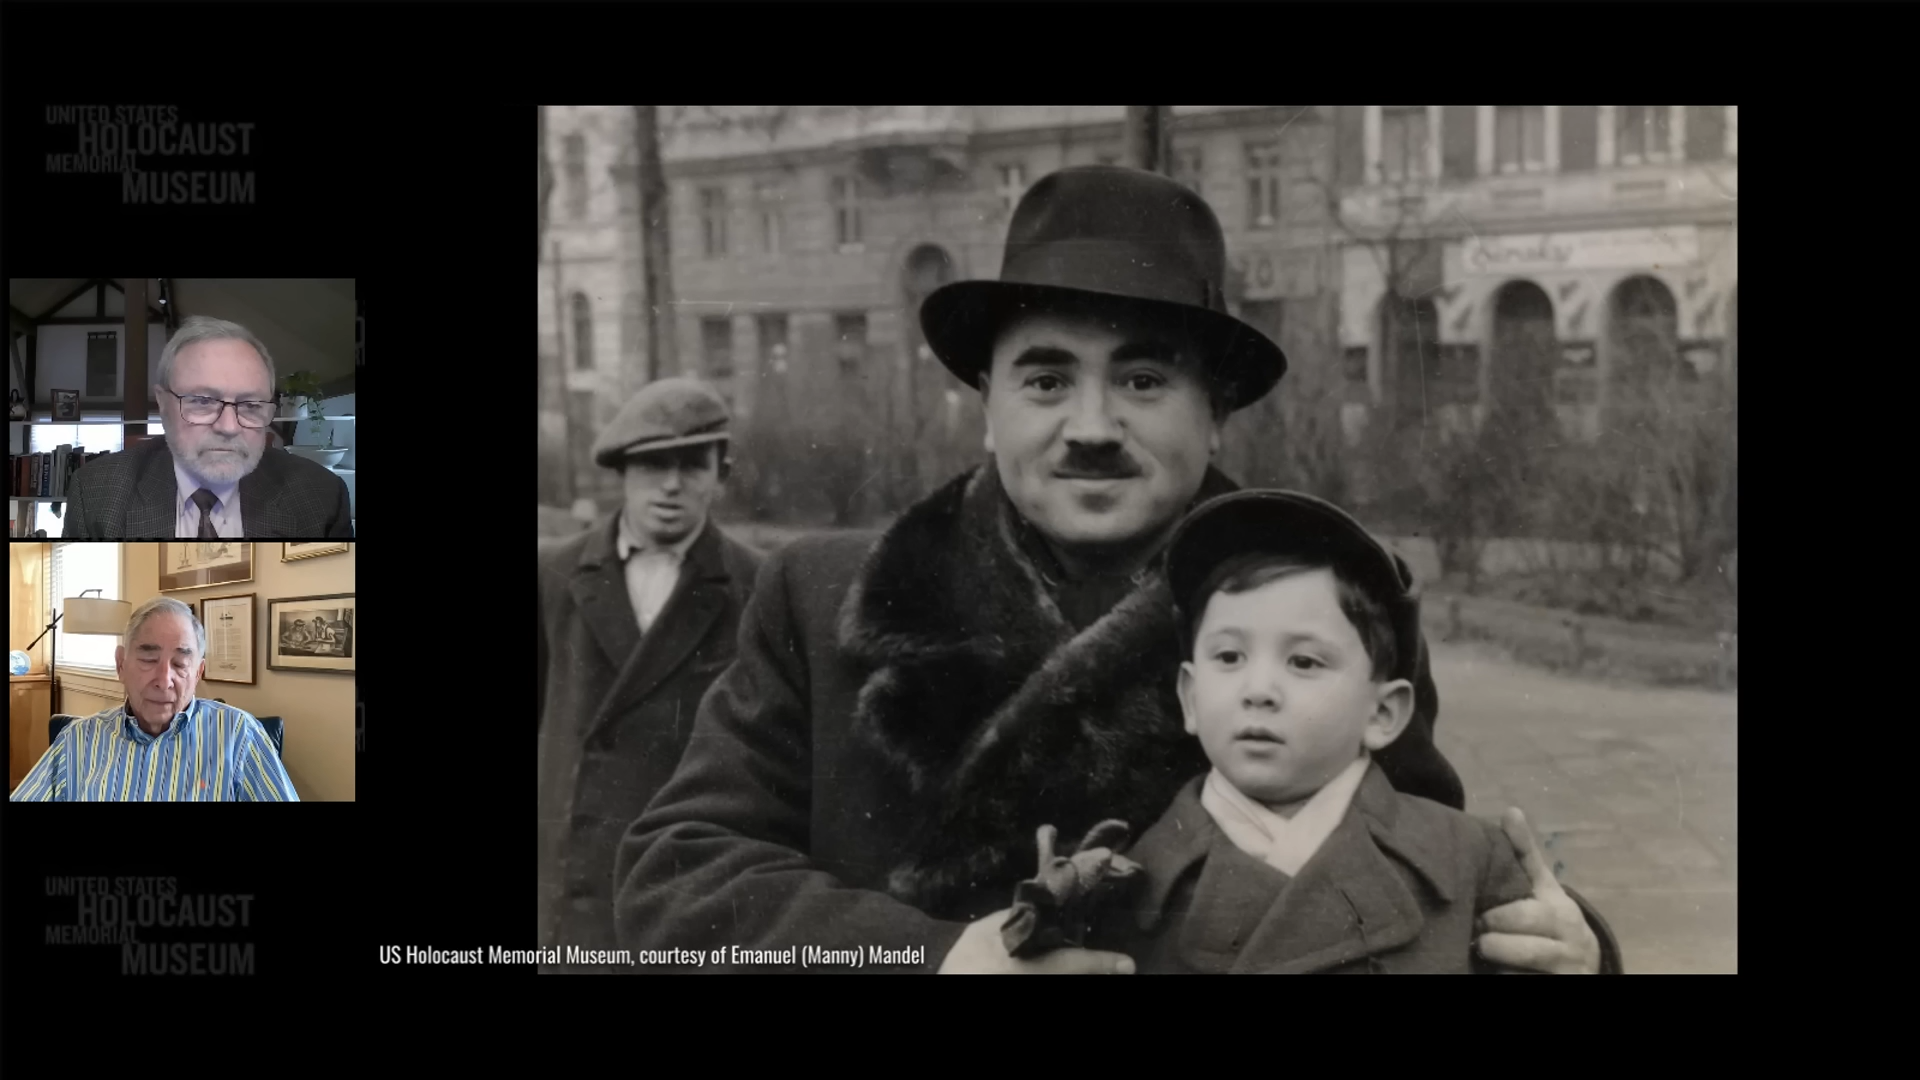 UNITED STATES
HOLOCAUST
MEMORIAL
MUSEUM
US Holocaust Memorial Museum, courtesy of Emanuel (Manny) Mandel
UNITED STATES
HOLOCAUST
MEMORIAL
MUSEUM